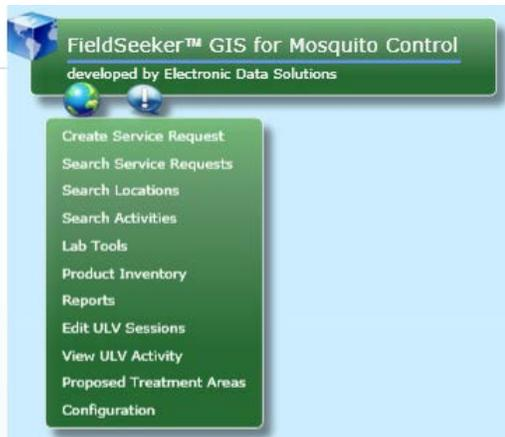 FieldSeeker™ GIS for Mosquito Control
developed by Electronic Data Solutions
Create Service Request
Search Service Requests
Search Locations
Search Activities
Lab Tools
Product Inventory
Reports
Edit ULV Sessions
View ULV Activity
Proposed Treatment Areas
Configuration